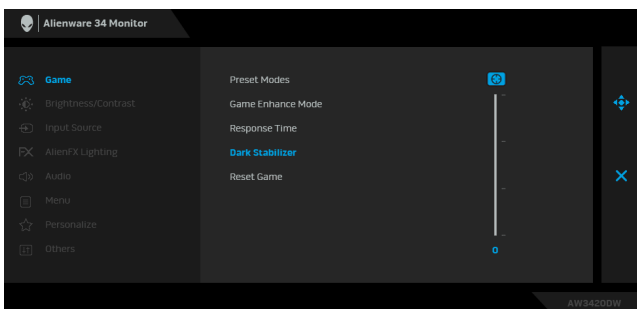 Alienware 34 Monitor
Game
Brightness/Contrast
Input Source
FX AlienFX Lighting
Audio
Menu
Personalize
Others
Preset Modes
Game Enhance Mode
Response Time
Dark Stabilizer
Reset Game
0
AW3420DW